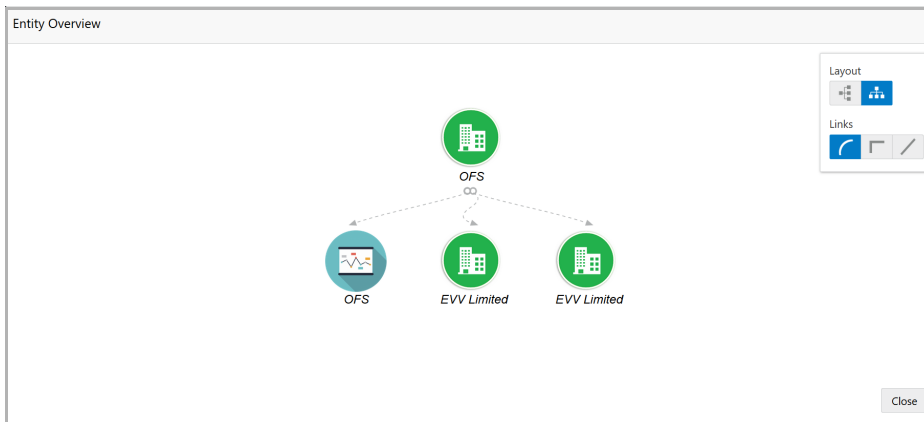 Entity Overview
Layout
Links
OFS
OFS
EVV Limited
EVV Limited
Close